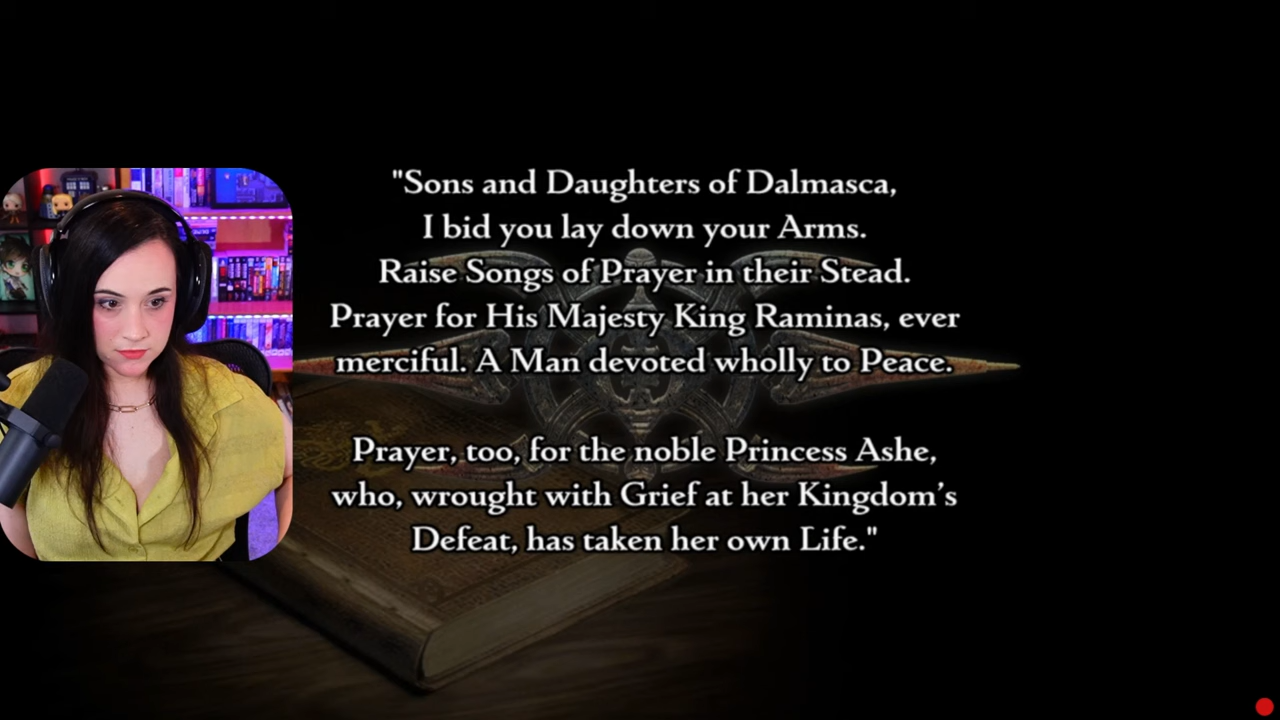 "Sons and Daughters of Dalmasca,
I bid you lay down your Arms.
Raise Songs of Prayer in their Stead.
Prayer for His Majesty King Raminas, ever
merciful. A Man devoted wholly to Peace.
Prayer, too, for the noble Princess Ashe,
who, wrought with Grief at her Kingdom's
Defeat, has taken her own Life."